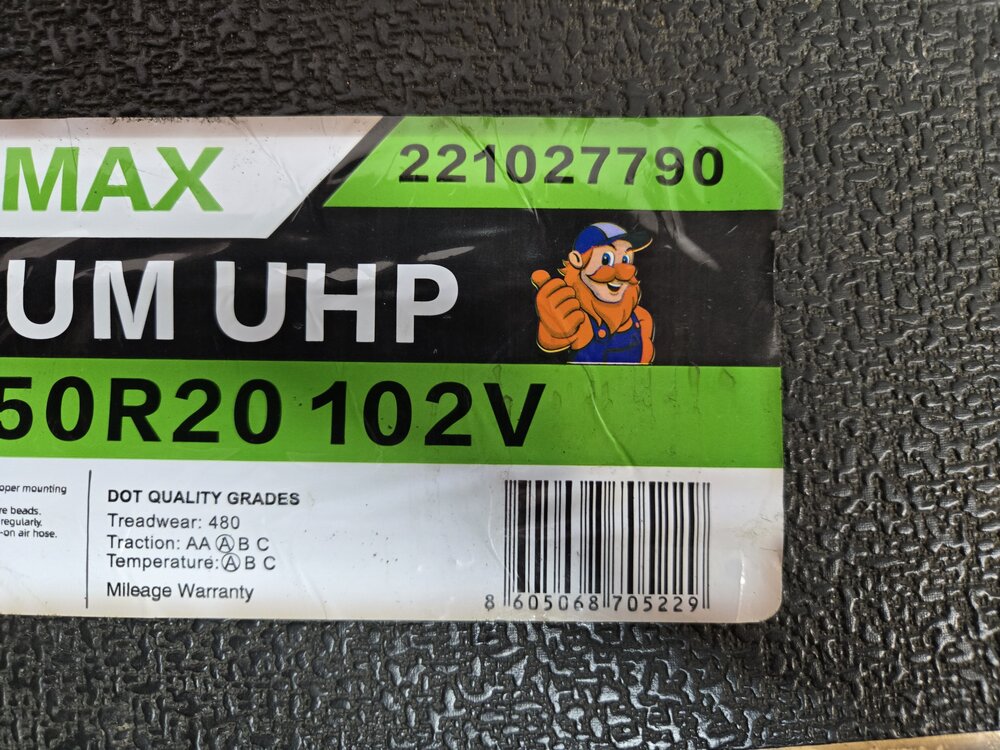 MAX
221027790
UM UHP
50R20 102V
oper mounting
re beads.
regularly.
-on air hose.
DOT QUALITY GRADES
Treadwear: 480
Traction: AA Ⓐ B C
Temperature:Ⓐ B C
Mileage Warranty
8 605068 705229